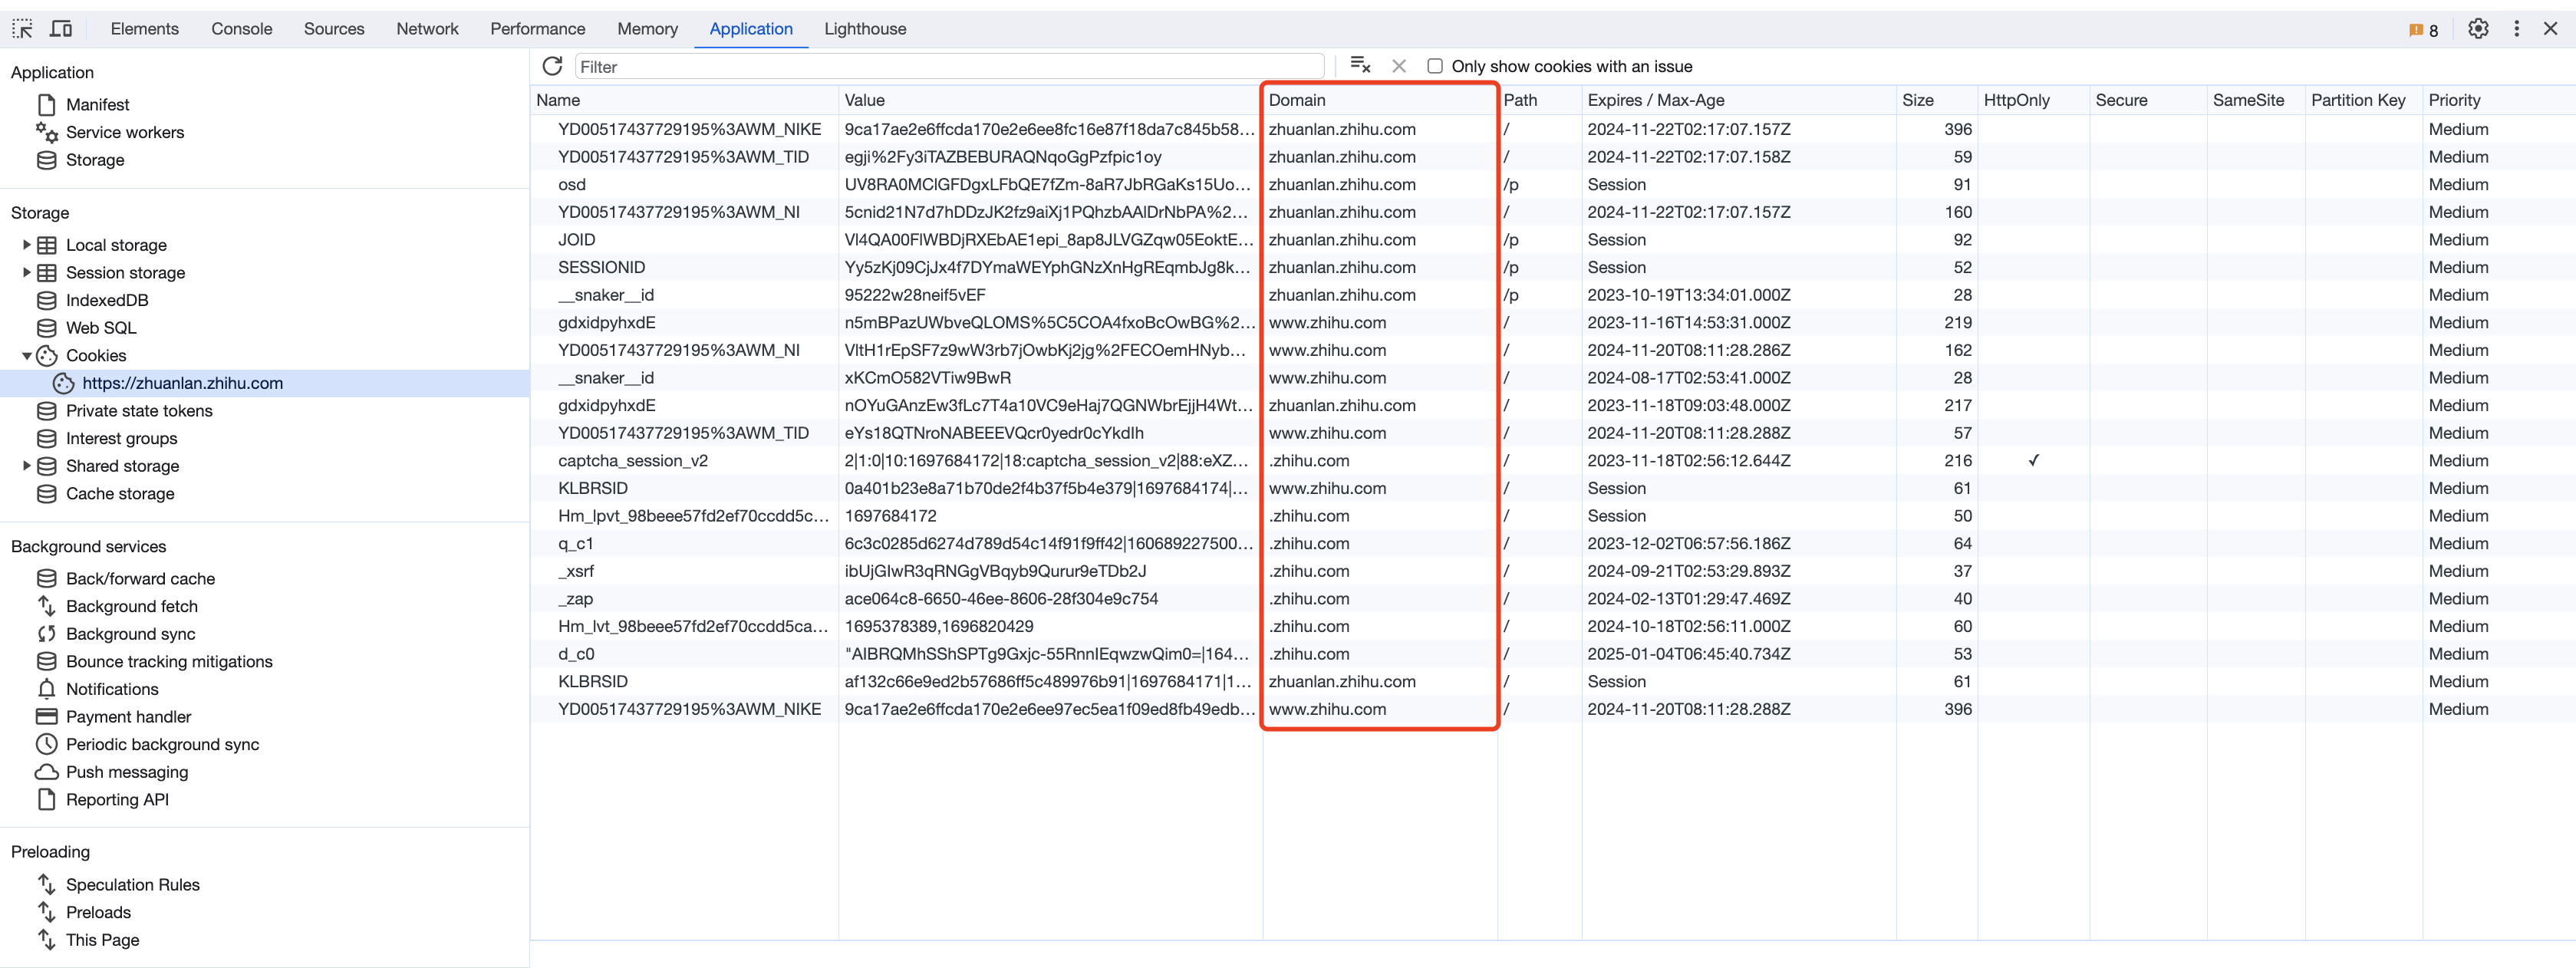 Elements Console Sources Network Performance Memory Application Lighthouse 8
Application
Manifest
Service workers
Storage
Storage
Local storage
Session storage
IndexedDB
Web SQL
Cookies
https://zhuanlan.zhihu.com
Private state tokens
Interest groups
Shared storage
Cache storage
Background services
Back/forward cache
Background fetch
Background sync
Bounce tracking mitigations
Notifications
Payment handler
Periodic background sync
Push messaging
Reporting API
Preloading
Speculation Rules
Preloads
This Page
Filter Only show cookies with an issue
Name Value Domain Path Expires / Max-Age Size HttpOnly Secure SameSite Partition Key Priority
YD00517437729195%3AWM_NIKE 9ca17ae2e6ffcda170e2e6ee8fc16e87f18da7c845b58... zhuanlan.zhihu.com / 2024-11-22T02:17:07.157Z 396 Medium
YD00517437729195%3AWM_TID egji%2Fy3iTAZBEBURAQNqoGgPzfpic1oy zhuanlan.zhihu.com / 2024-11-22T02:17:07.158Z 59 Medium
osd UV8RA0MCIGFDgxLFbQE7fZm-8aR7JbRGaKs15Uo... zhuanlan.zhihu.com /p Session 91 Medium
YD00517437729195%3AWM_NI 5cnid21N7d7hDDzJK2fz9aiXj1PQhzbAAlDrNbPA%2... zhuanlan.zhihu.com / 2024-11-22T02:17:07.157Z 160 Medium
JOID Vl4QA00FlWBDjRXEbAE1epi_8ap8JLVGZqw05EoktE... zhuanlan.zhihu.com /p Session 92 Medium
SESSIONID Yy5zKj09CjJx4f7DYmaWEYphGNzXnHgREqmbJg8k... zhuanlan.zhihu.com /p Session 52 Medium
__snaker__id 95222w28neif5vEF zhuanlan.zhihu.com /p 2023-10-19T13:34:01.000Z 28 Medium
gdxidpyhxdE n5mBPazUWbveQLOMS%5C5COA4fxoBcOwBG%2... www.zhihu.com / 2023-11-16T14:53:31.000Z 219 Medium
YD00517437729195%3AWM_NI VltH1rEpSF7z9wW3rb7jOwbKj2jg%2FECOemHNyb... www.zhihu.com / 2024-11-20T08:11:28.286Z 162 Medium
__snaker__id xKCmO582VTiw9BwR www.zhihu.com / 2024-08-17T02:53:41.000Z 28 Medium
gdxidpyhxdE nOYuGAnzEw3fLc7T4a10VC9eHaj7QGNWbrEjjH4Wt... zhuanlan.zhihu.com / 2023-11-18T09:03:48.000Z 217 Medium
YD00517437729195%3AWM_TID eYs18QTNroNABEEEVQcr0yedr0cYkdIh www.zhihu.com / 2024-11-20T08:11:28.288Z 57 Medium
captcha_session_v2 2|1:0|10:1697684172|18:captcha_session_v2|88:eXZ... .zhihu.com / 2023-11-18T02:56:12.644Z 216 ✓ Medium
KLBRSID 0a401b23e8a71b70de2f4b37f5b4e379|1697684174|... www.zhihu.com / Session 61 Medium
Hm_lpvt_98beee57fd2ef70ccdd5c... 1697684172 .zhihu.com / Session 50 Medium
q_c1 6c3c0285d6274d789d54c14f91f9ff42|160689227500... .zhihu.com / 2023-12-02T06:57:56.186Z 64 Medium
_xsrf ibUjGIwR3qRNGgVBqyb9Qurur9eTDb2J .zhihu.com / 2024-09-21T02:53:29.893Z 37 Medium
_zap ace064c8-6650-46ee-8606-28f304e9c754 .zhihu.com / 2024-02-13T01:29:47.469Z 40 Medium
Hm_lvt_98beee57fd2ef70ccdd5ca... 1695378389,1696820429 .zhihu.com / 2024-10-18T02:56:11.000Z 60 Medium
d_c0 "AIBRQMhSShSPTg9Gxjc-55RnnIEqwzwQim0=|164... .zhihu.com / 2025-01-04T06:45:40.734Z 53 Medium
KLBRSID af132c66e9ed2b57686ff5c489976b91|1697684171|1... zhuanlan.zhihu.com / Session 61 Medium
YD00517437729195%3AWM_NIKE 9ca17ae2e6ffcda170e2e6ee97ec5ea1f09ed8fb49edb... www.zhihu.com / 2024-11-20T08:11:28.288Z 396 Medium